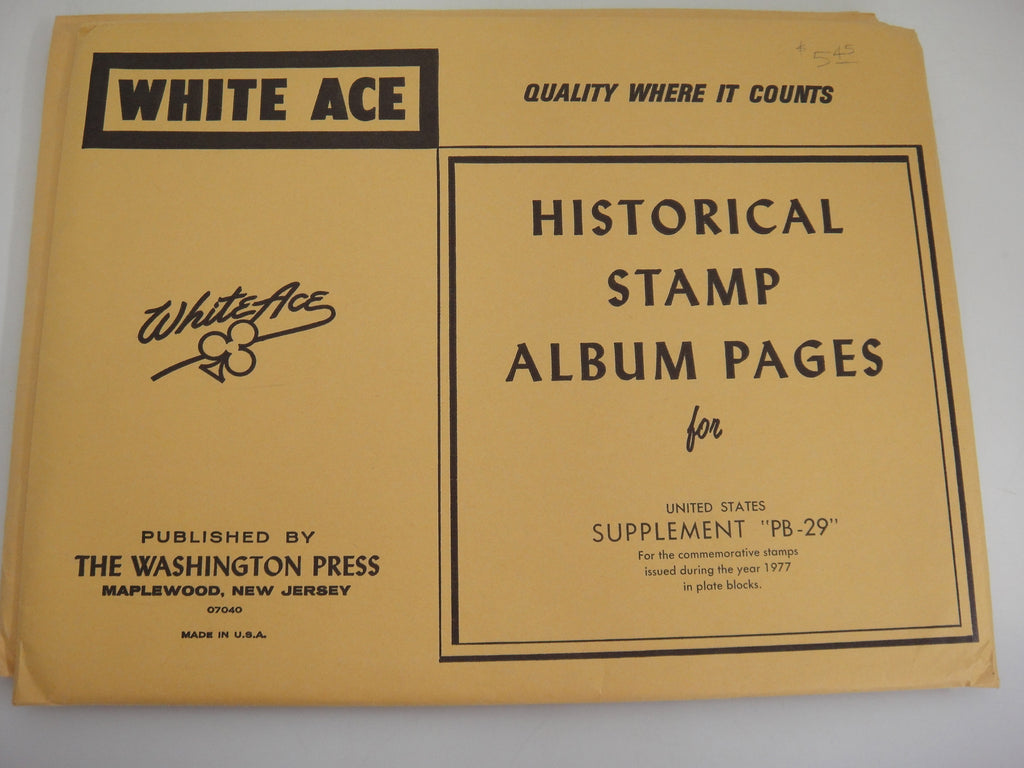 $5.45
WHITE ACE
QUALITY WHERE IT COUNTS
White Ace
PUBLISHED BY
THE WASHINGTON PRESS
MAPLEWOOD, NEW JERSEY
07040
MADE IN U.S.A.
HISTORICAL
STAMP
ALBUM PAGES
for
UNITED STATES
SUPPLEMENT "PB-29"
For the commemorative stamps
issued during the year 1977
in plate blocks.